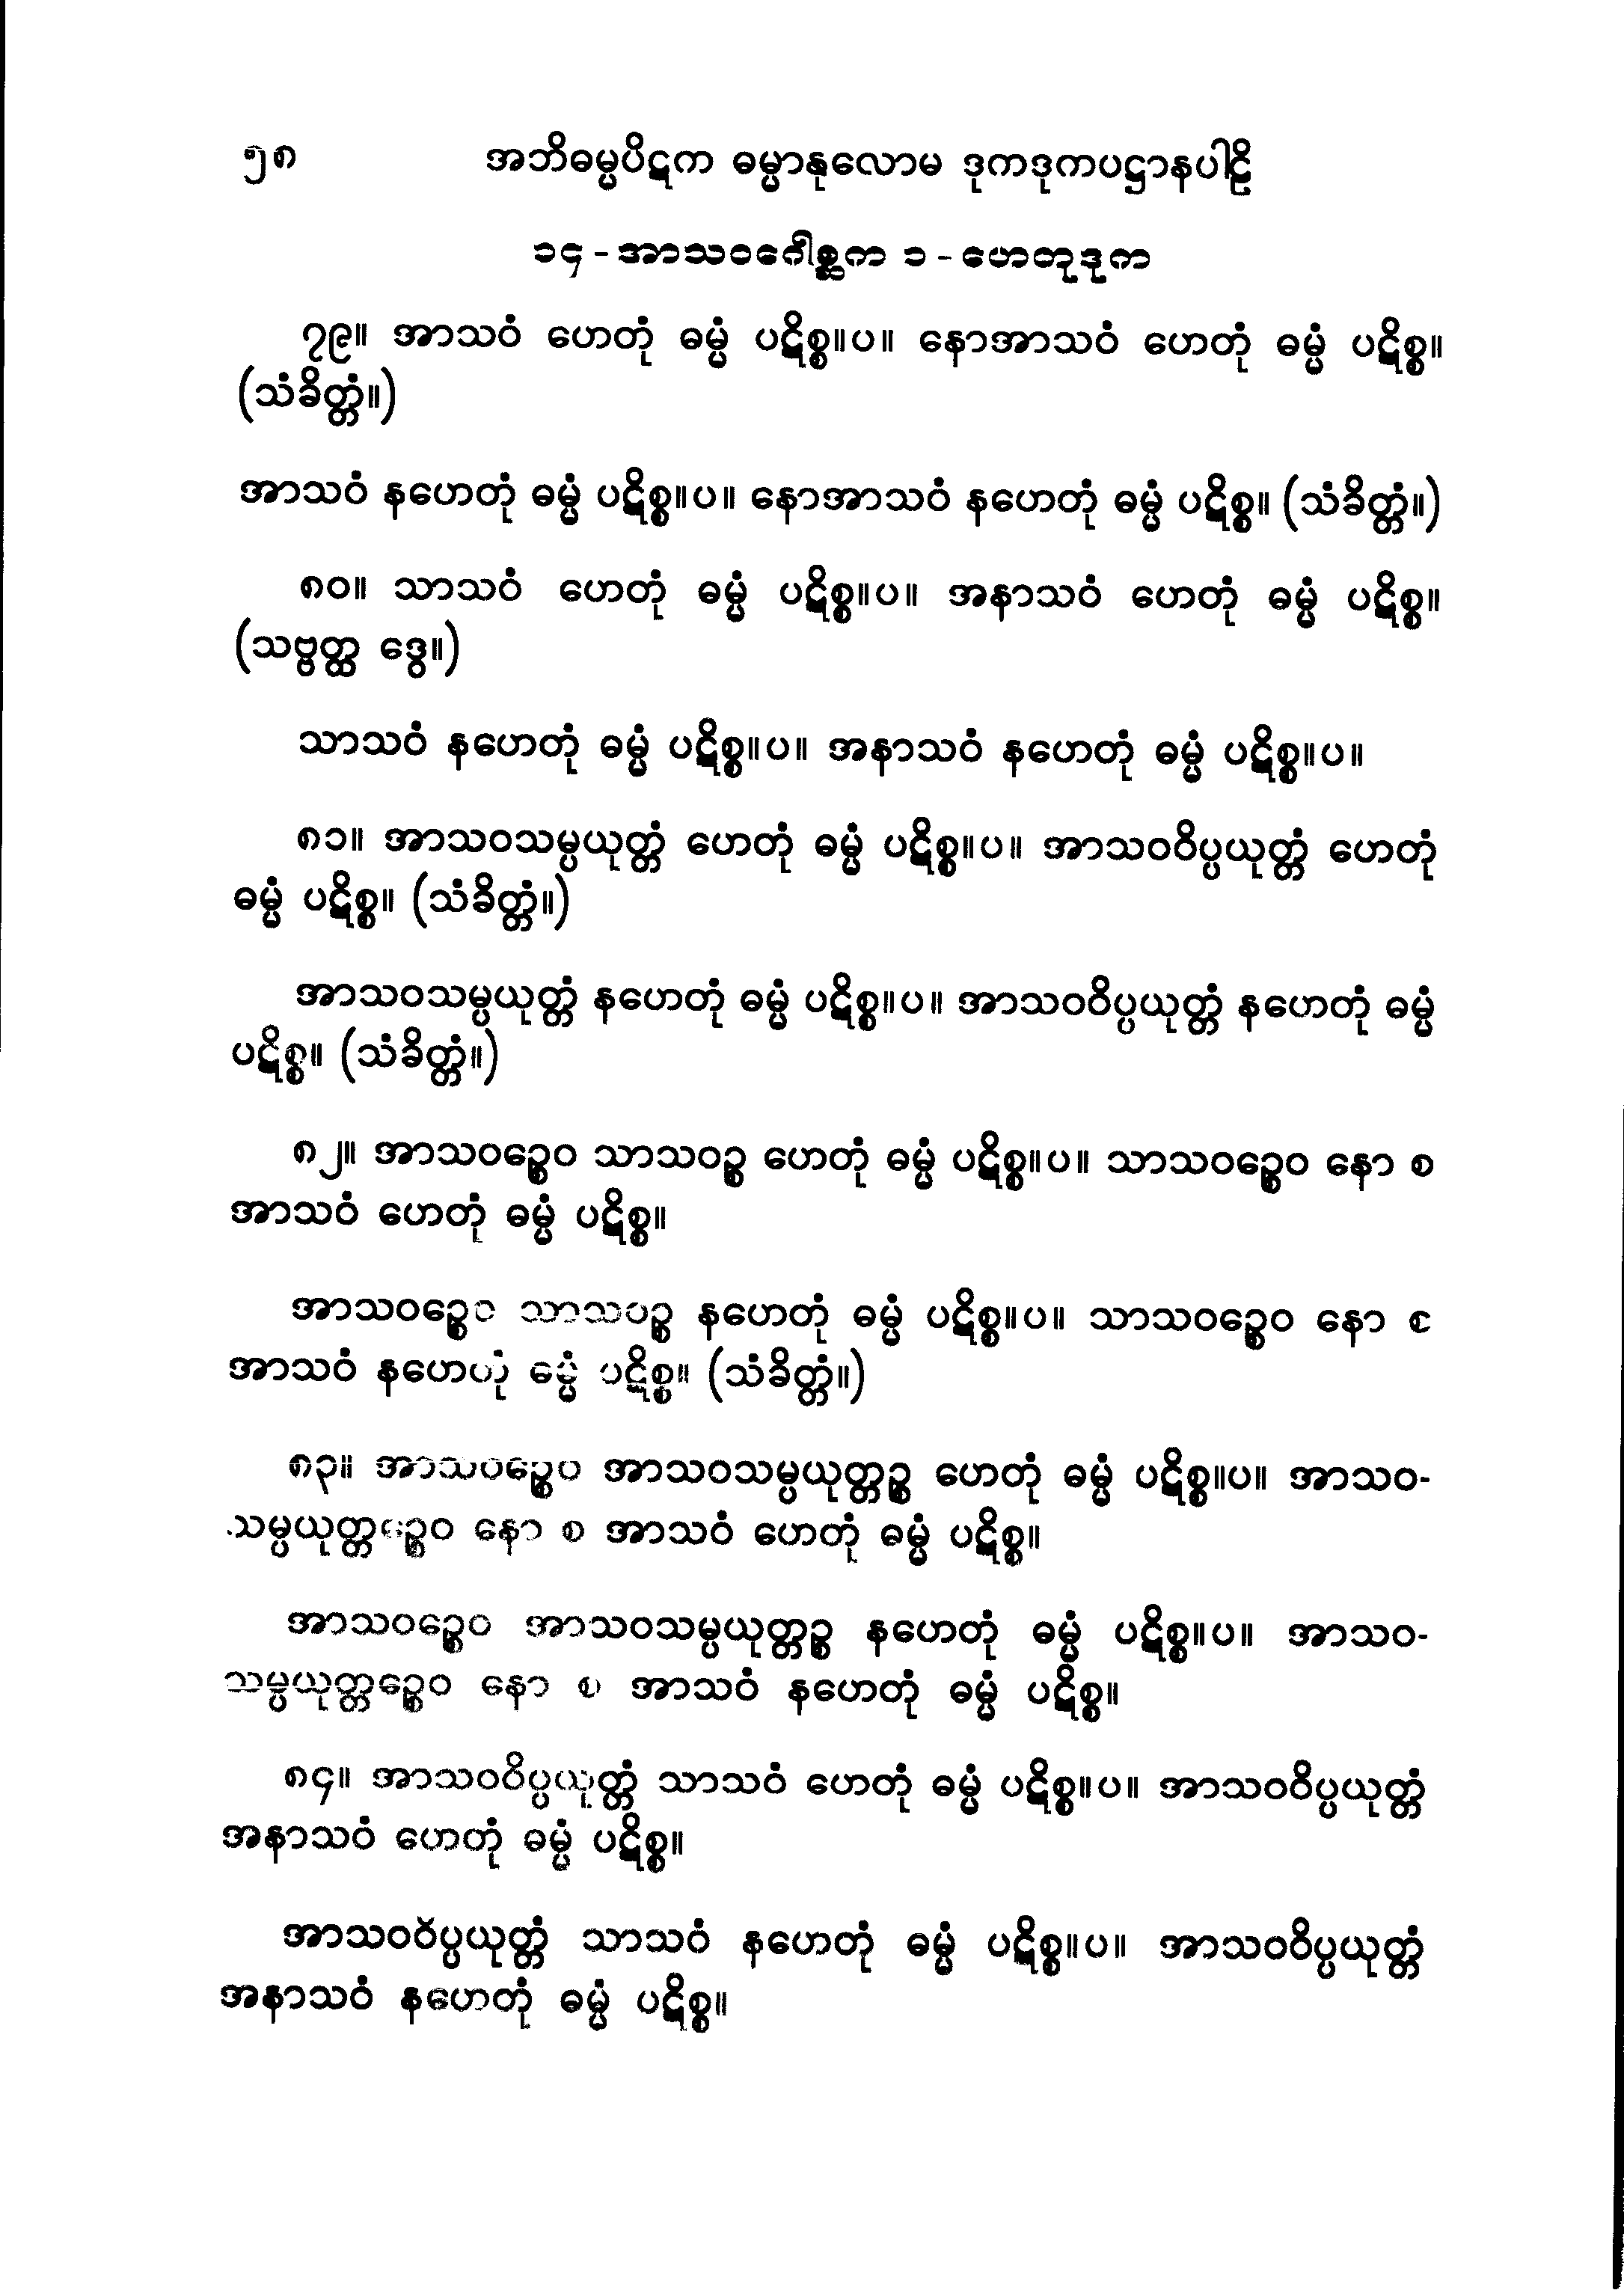 ၅၈ အဘိဓမ္မပိဋက ဓမ္မာနုလောမ ဒုကဒုကပဋ္ဌာနပါဠိ
၁၄ - အာသဝဂေါစ္ဆက ၁ - ဟေတုဒုက
၇၉။ အာသဝံ ဟေတုံ ဓမ္မံ ပဋိစ္စ။ပ။ နောအာသဝံ ဟေတုံ ဓမ္မံ ပဋိစ္စ။
(သံခိတ္တံ။)
အာသဝံ နဟေတုံ ဓမ္မံ ပဋိစ္စ။ပ။ နောအာသဝံ နဟေတုံ ဓမ္မံ ပဋိစ္စ။ (သံခိတ္တံ။)
၈၀။ သာသဝံ ဟေတုံ ဓမ္မံ ပဋိစ္စ။ပ။ အနာသဝံ ဟေတုံ ဓမ္မံ ပဋိစ္စ။
(သဗ္ဗတ္ထ ဒွေ။)
သာသဝံ နဟေတုံ ဓမ္မံ ပဋိစ္စ။ပ။ အနာသဝံ နဟေတုံ ဓမ္မံ ပဋိစ္စ။ပ။
၈၁။ အာသဝသမ္ပယုတ္တံ ဟေတုံ ဓမ္မံ ပဋိစ္စ။ပ။ အာသဝဝိပ္ပယုတ္တံ ဟေတုံ
ဓမ္မံ ပဋိစ္စ။ (သံခိတ္တံ။)
အာသဝသမ္ပယုတ္တံ နဟေတုံ ဓမ္မံ ပဋိစ္စ။ပ။ အာသဝဝိပ္ပယုတ္တံ နဟေတုံ ဓမ္မံ
ပဋိစ္စ။ (သံခိတ္တံ။)
၈၂။ အာသဝဉ္စေဝ သာသဝဉ္စ ဟေတုံ ဓမ္မံ ပဋိစ္စ။ပ။ သာသဝဉ္စေဝ နော စ
အာသဝံ ဟေတုံ ဓမ္မံ ပဋိစ္စ။
အာသဝဉ္စေဝ သာသဝဉ္စ နဟေတုံ ဓမ္မံ ပဋိစ္စ။ပ။ သာသဝဉ္စေဝ နော စ
အာသဝံ နဟေတုံ ဓမ္မံ ပဋိစ္စ။ (သံခိတ္တံ။)
၈၃။ အာသဝဉ္စေဝ အာသဝသမ္ပယုတ္တဉ္စ ဟေတုံ ဓမ္မံ ပဋိစ္စ။ပ။ အာသဝ-
သမ္ပယုတ္တဉ္စေဝ နော စ အာသဝံ ဟေတုံ ဓမ္မံ ပဋိစ္စ။
အာသဝဉ္စေဝ အာသဝသမ္ပယုတ္တဉ္စ နဟေတုံ ဓမ္မံ ပဋိစ္စ။ပ။ အာသဝ-
သမ္ပယုတ္တဉ္စေဝ နော စ အာသဝံ နဟေတုံ ဓမ္မံ ပဋိစ္စ။
၈၄။ အာသဝဝိပ္ပယုတ္တံ သာသဝံ ဟေတုံ ဓမ္မံ ပဋိစ္စ။ပ။ အာသဝဝိပ္ပယုတ္တံ
အနာသဝံ ဟေတုံ ဓမ္မံ ပဋိစ္စ။
အာသဝဝိပ္ပယုတ္တံ သာသဝံ နဟေတုံ ဓမ္မံ ပဋိစ္စ။ပ။ အာသဝဝိပ္ပယုတ္တံ
အနာသဝံ နဟေတုံ ဓမ္မံ ပဋိစ္စ။